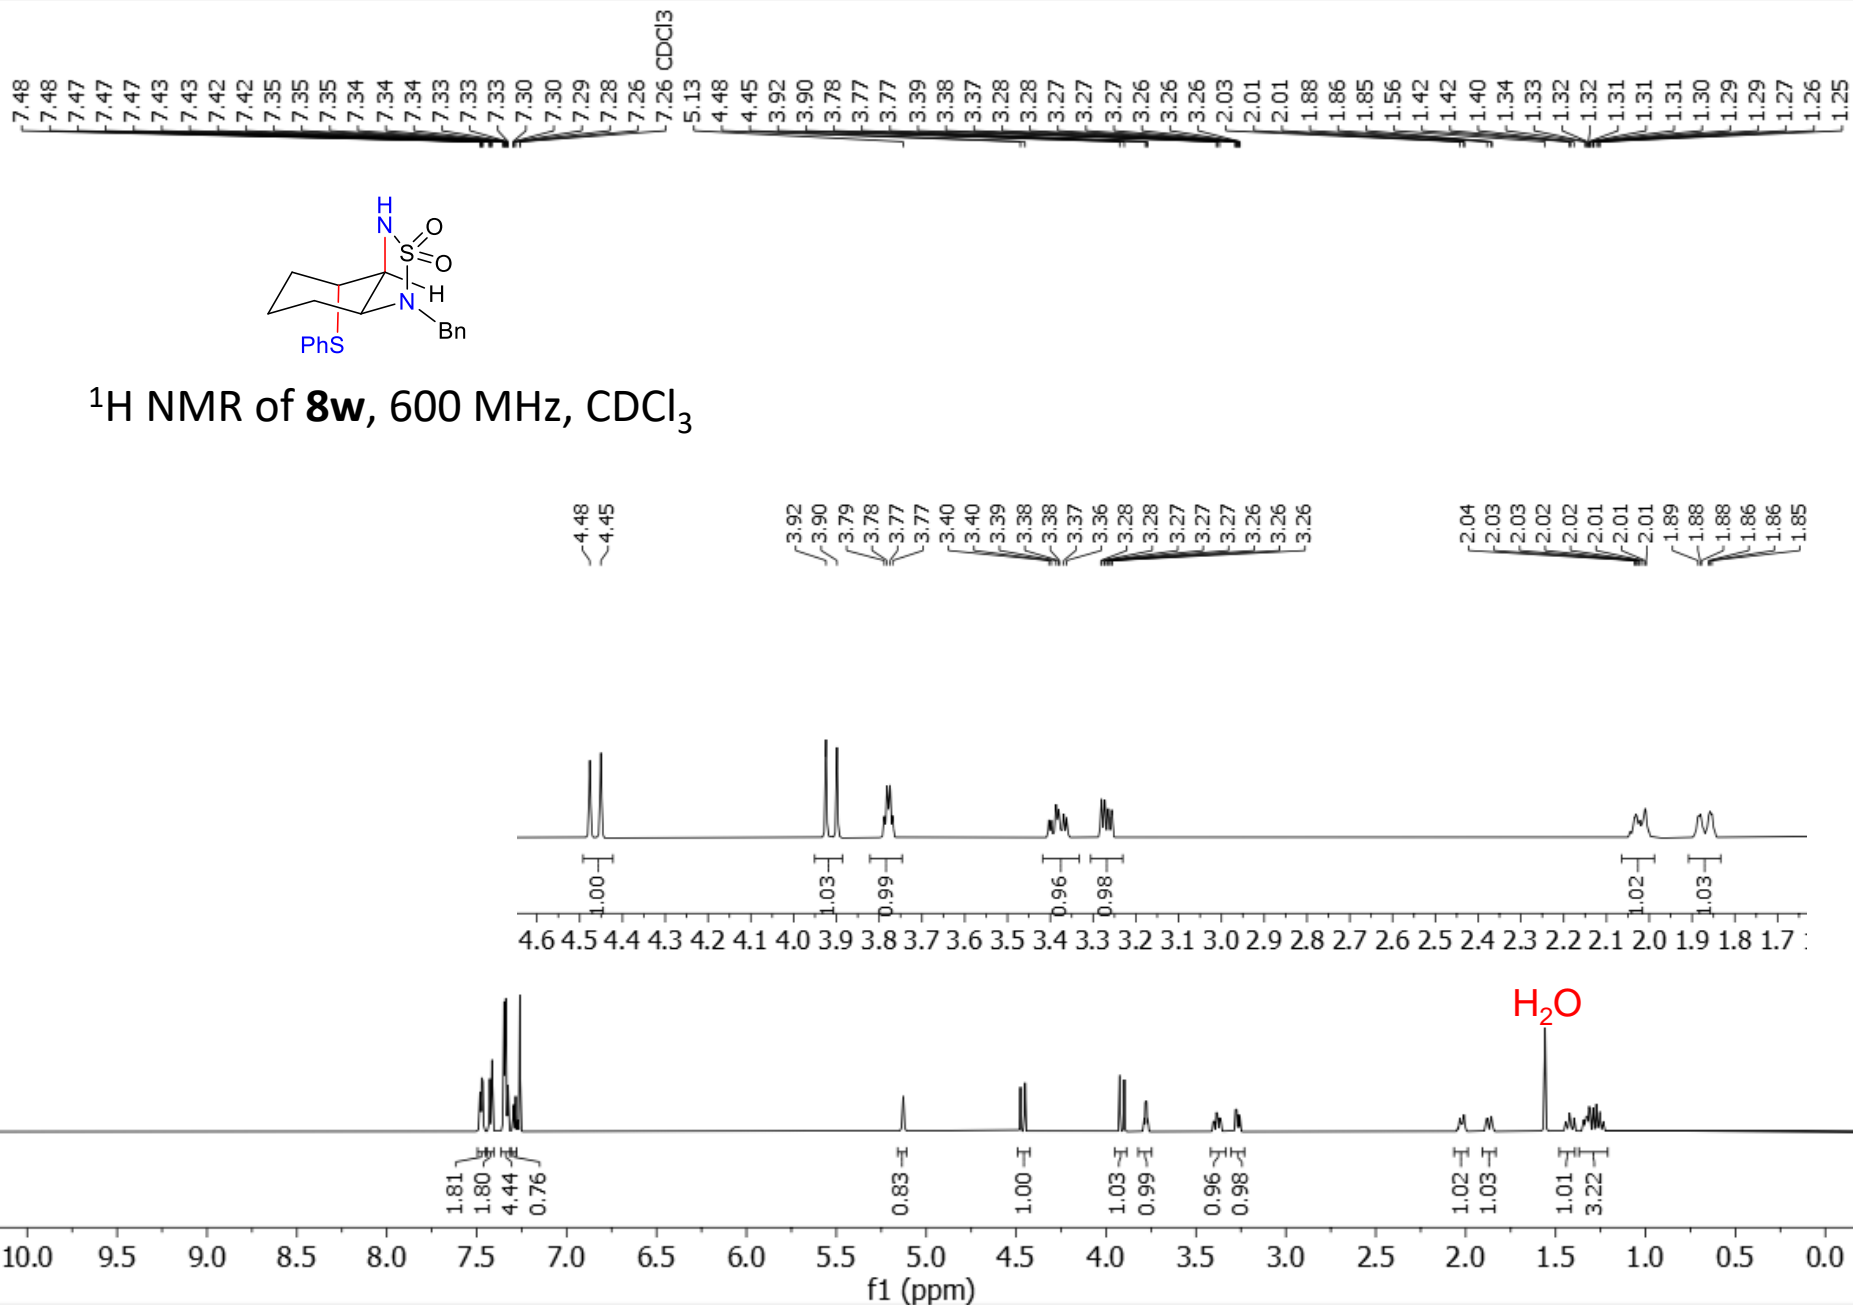 7.48 7.48 7.47 7.47 7.47 7.43 7.43 7.42 7.42 7.35 7.35 7.35 7.34 7.34 7.34 7.33 7.33 7.33 7.30 7.30 7.29 7.28 7.26 7.26 CDCl3 5.13 4.48 4.45 3.92 3.90 3.78 3.77 3.77 3.39 3.38 3.37 3.28 3.28 3.27 3.27 3.27 3.26 3.26 3.26 2.03 2.01 2.01 1.88 1.86 1.85 1.56 1.42 1.42 1.40 1.34 1.33 1.32 1.32 1.31 1.31 1.31 1.30 1.29 1.29 1.27 1.26 1.25
H
N
O
S
O
H
N
Bn
PhS
¹H NMR of 8w, 600 MHz, CDCl₃
4.48 4.45 3.92 3.90 3.79 3.78 3.77 3.77 3.40 3.40 3.39 3.38 3.38 3.37 3.36 3.28 3.28 3.27 3.27 3.27 3.26 3.26 3.26 2.04 2.03 2.03 2.02 2.02 2.01 2.01 2.01 1.89 1.88 1.88 1.86 1.86 1.85
1.00 1.03 0.99 0.96 0.98 1.02 1.03
4.6 4.5 4.4 4.3 4.2 4.1 4.0 3.9 3.8 3.7 3.6 3.5 3.4 3.3 3.2 3.1 3.0 2.9 2.8 2.7 2.6 2.5 2.4 2.3 2.2 2.1 2.0 1.9 1.8 1.7
H₂O
1.81 1.80 4.44 0.76 0.83 1.00 1.03 0.99 0.96 0.98 1.02 1.03 1.01 3.22
10.0 9.5 9.0 8.5 8.0 7.5 7.0 6.5 6.0 5.5 5.0 4.5 4.0 3.5 3.0 2.5 2.0 1.5 1.0 0.5 0.0
f1 (ppm)